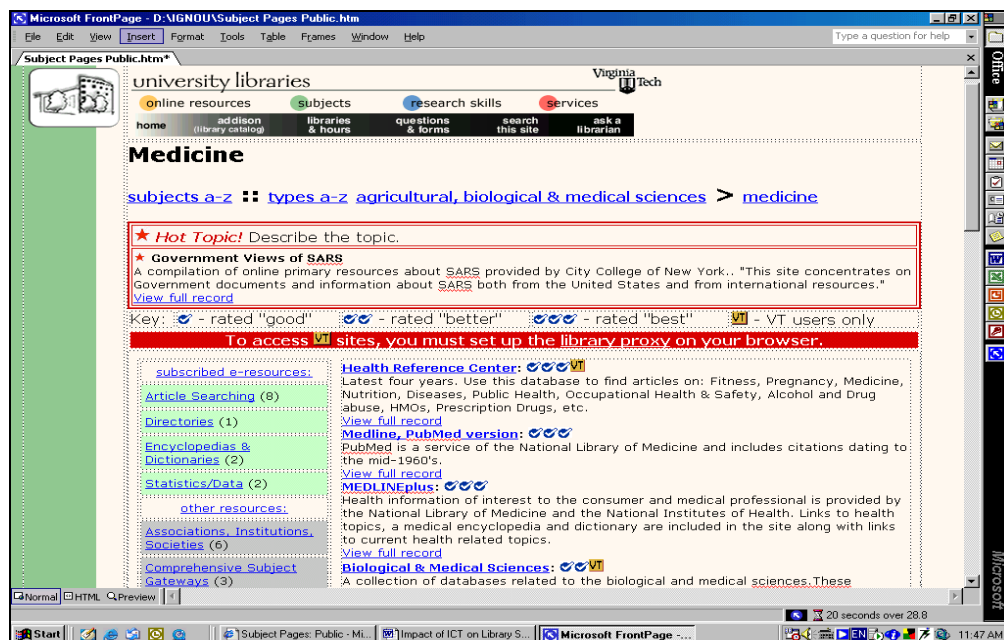 Microsoft FrontPage - D:\IGNOU\Subject Pages Public.htm
File Edit View Insert Format Tools Table Frames Window Help Type a question for help
Subject Pages Public.htm*
Office
university libraries Virginia Tech
online resources subjects research skills services
home addison (library catalog) libraries & hours questions & forms search this site ask a librarian
Medicine
subjects a-z :: types a-z agricultural, biological & medical sciences > medicine
Hot Topic! Describe the topic.
Government Views of SARS
A compilation of online primary resources about SARS provided by City College of New York.. "This site concentrates on
Government documents and information about SARS both from the United States and from international resources."
View full record
Key: - rated "good" - rated "better" - rated "best" VT - VT users only
To access VT sites, you must set up the library proxy on your browser.
subscribed e-resources:
Article Searching (8)
Directories (1)
Encyclopedias &
Dictionaries (2)
Statistics/Data (2)
other resources:
Associations, Institutions,
Societies (6)
Comprehensive Subject
Gateways (3)
Health Reference Center: VT
Latest four years. Use this database to find articles on: Fitness, Pregnancy, Medicine,
Nutrition, Diseases, Public Health, Occupational Health & Safety, Alcohol and Drug
abuse, HMOs, Prescription Drugs, etc.
View full record
Medline, PubMed version:
PubMed is a service of the National Library of Medicine and includes citations dating to
the mid-1960's.
View full record
MEDLINEplus:
Health information of interest to the consumer and medical professional is provided by
the National Library of Medicine and the National Institutes of Health. Links to health
topics, a medical encyclopedia and dictionary are included in the site along with links
to current health related topics.
View full record
Biological & Medical Sciences: VT
A collection of databases related to the biological and medical sciences.These
Microsoft
Normal HTML Preview
20 seconds over 28.8
Start Subject Pages: Public - Mi... Impact of ICT on Library S... Microsoft FrontPage -... EN 11:47 AM